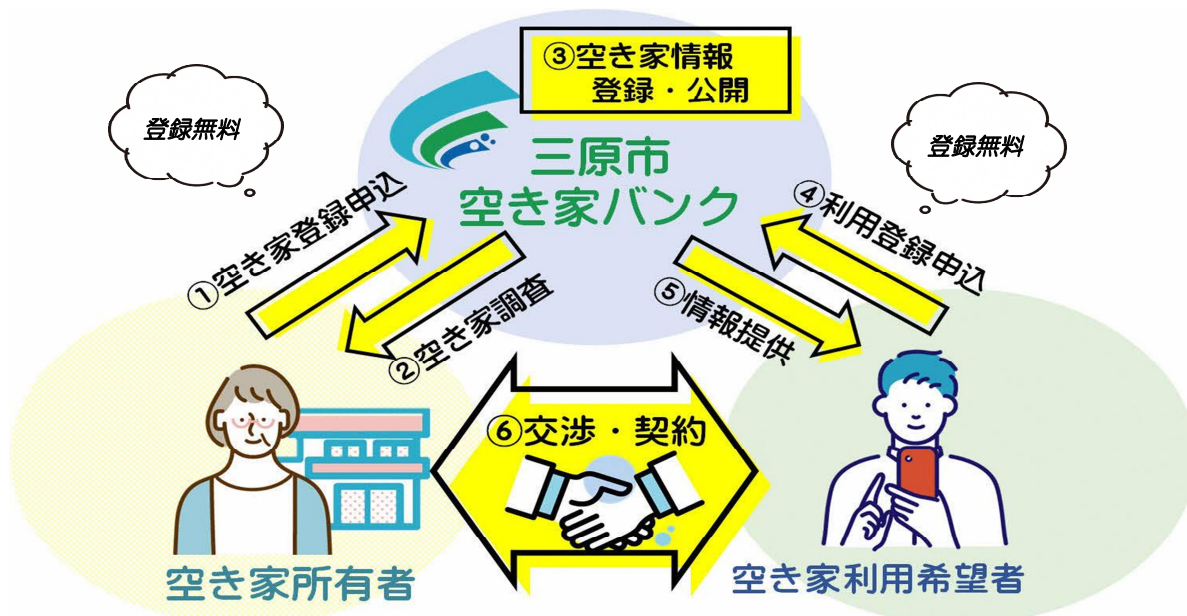 ③空き家情報
登録・公開
登録無料
登録無料
三原市
空き家バンク
①空き家登録申込
②空き家調査
④利用登録申込
⑤情報提供
⑥交渉・契約
空き家所有者
空き家利用希望者